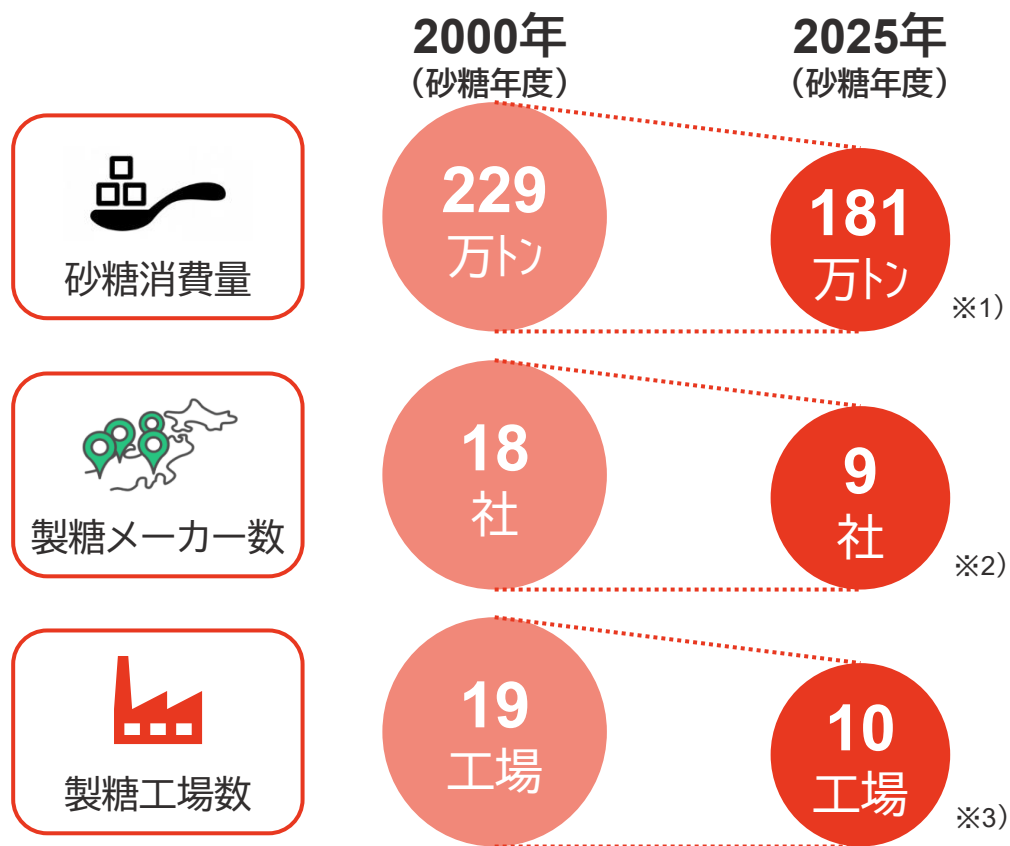 2000年
（砂糖年度）
2025年
（砂糖年度）
砂糖消費量
229
万トン
181
万トン
※1）
製糖メーカー数
18
社
9
社
※2）
製糖工場数
19
工場
10
工場
※3）